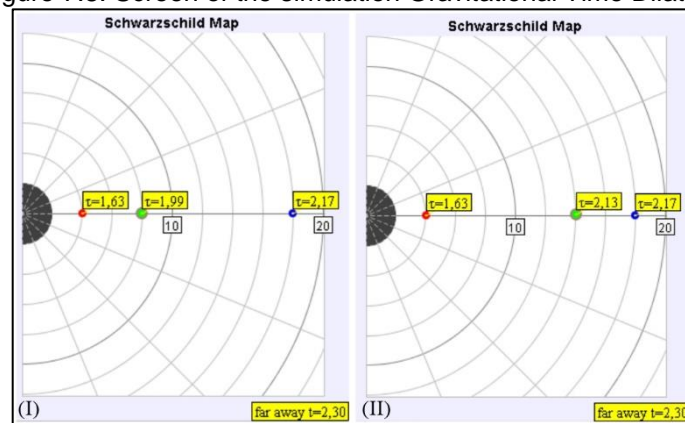 Schwarzschild Map
τ=1,63
τ=1,99
τ=2,17
10
20
(I)
far away t=2,30
Schwarzschild Map
τ=1,63
τ=2,13
τ=2,17
10
20
(II)
far away t=2,30